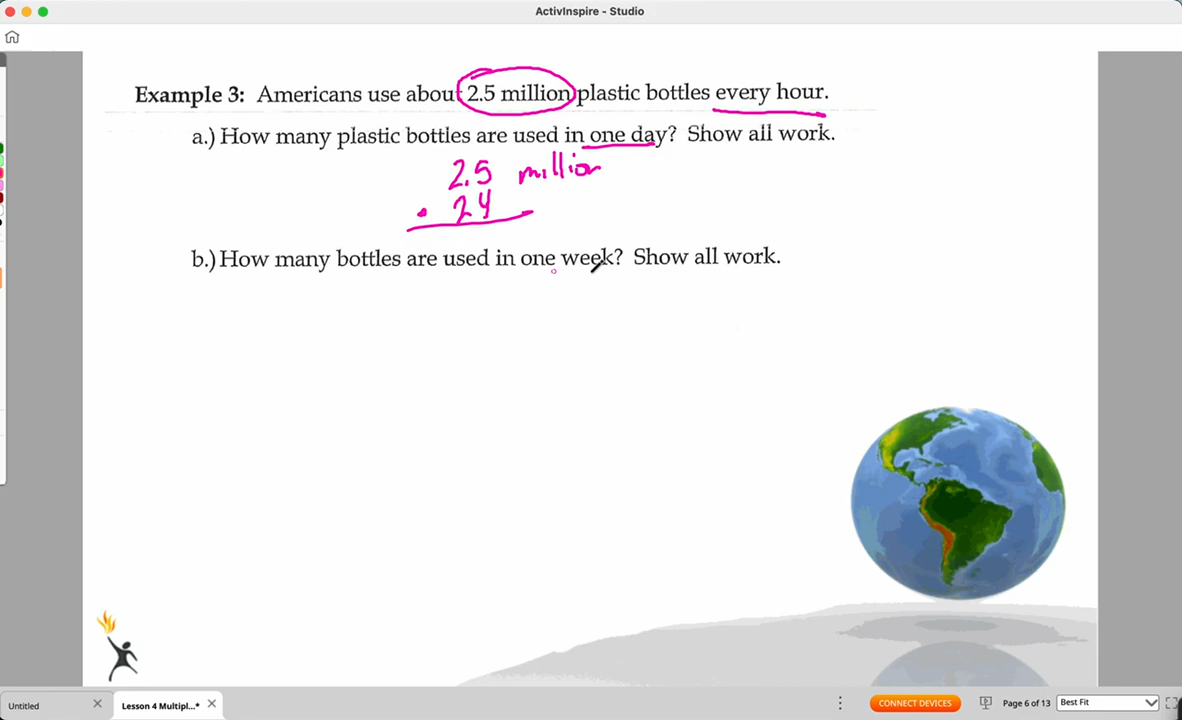 ActivInspire - Studio
Example 3: Americans use about 2.5 million plastic bottles every hour.
a.) How many plastic bottles are used in one day? Show all work.
2.5 million
· 24
b.) How many bottles are used in one week? Show all work.
Untitled
Lesson 4 Multipl...*
CONNECT DEVICES
Page 6 of 13
Best Fit